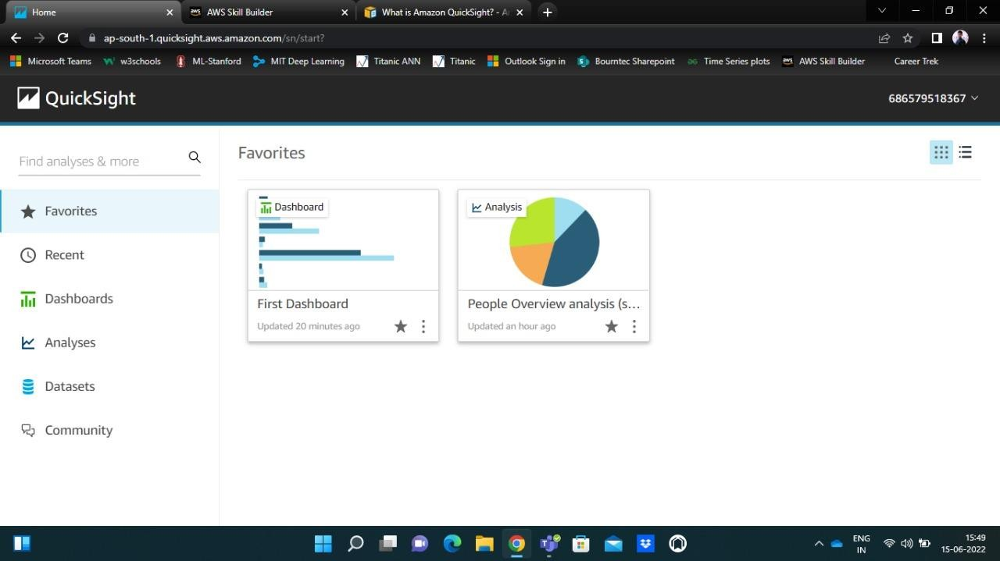 Home
AWS Skill Builder
What is Amazon QuickSight? - A
ap-south-1.quicksight.aws.amazon.com/sn/start?
Microsoft Teams
w3schools
ML-Stanford
MIT Deep Learning
Titanic ANN
Titanic
Outlook Sign in
Bourntec Sharepoint
Time Series plots
AWS Skill Builder
Career Trek
QuickSight
686579518367
Find analyses & more
Favorites
Recent
Dashboards
Analyses
Datasets
Community
Favorites
Dashboard
First Dashboard
Updated 20 minutes ago
Analysis
People Overview analysis (s...
Updated an hour ago
ENG
IN
15:49
15-06-2022